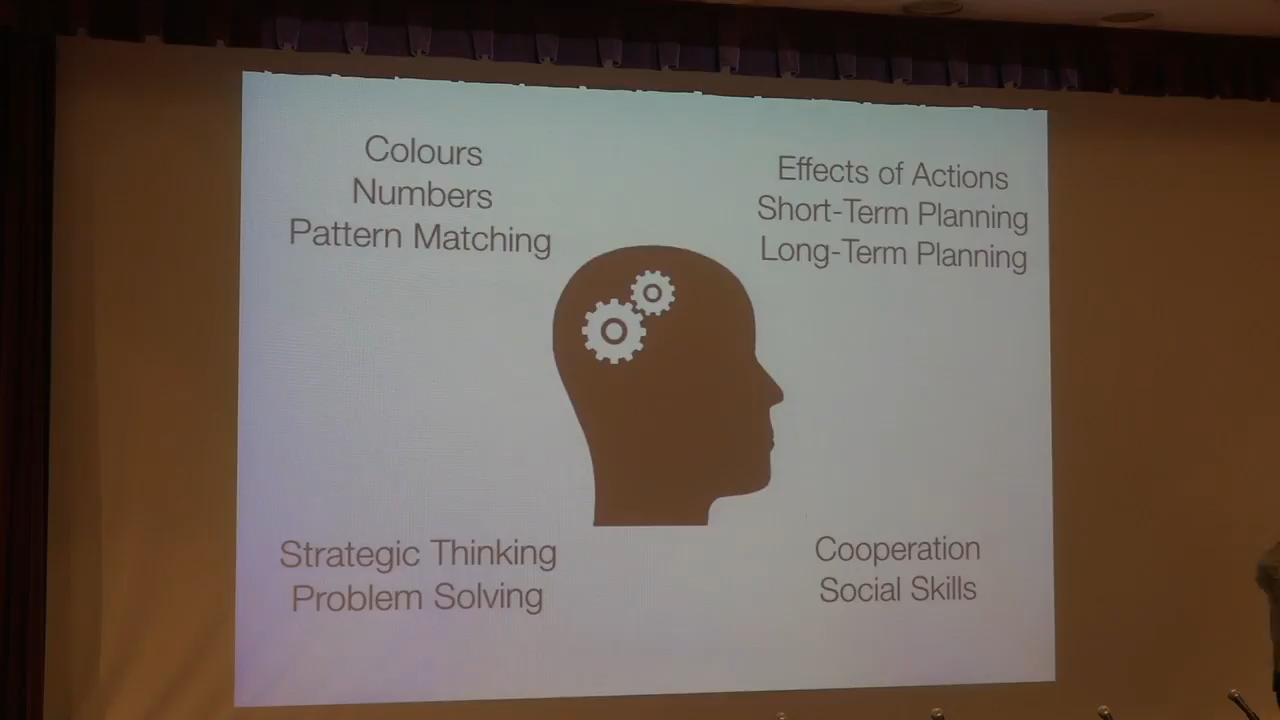 Colours
Numbers
Pattern Matching
Effects of Actions
Short-Term Planning
Long-Term Planning
Strategic Thinking
Problem Solving
Cooperation
Social Skills